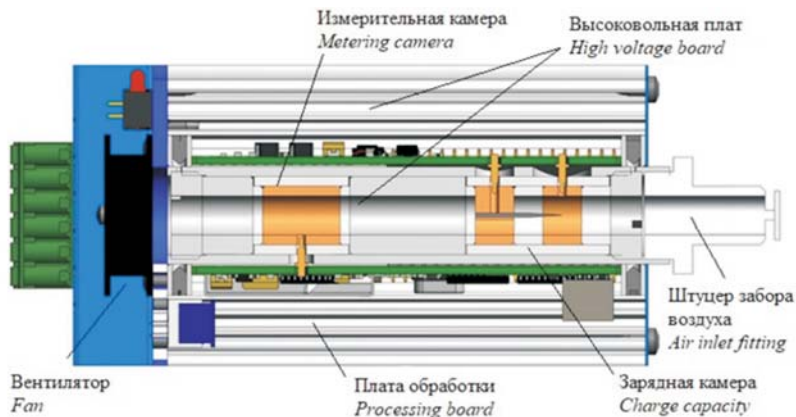 Измерительная камера
Metering camera
Высоковольная плат
High voltage board
Штуцер забора
воздуха
Air inlet fitting
Вентилятор
Fan
Плата обработки
Processing board
Зарядная камера
Charge capacity